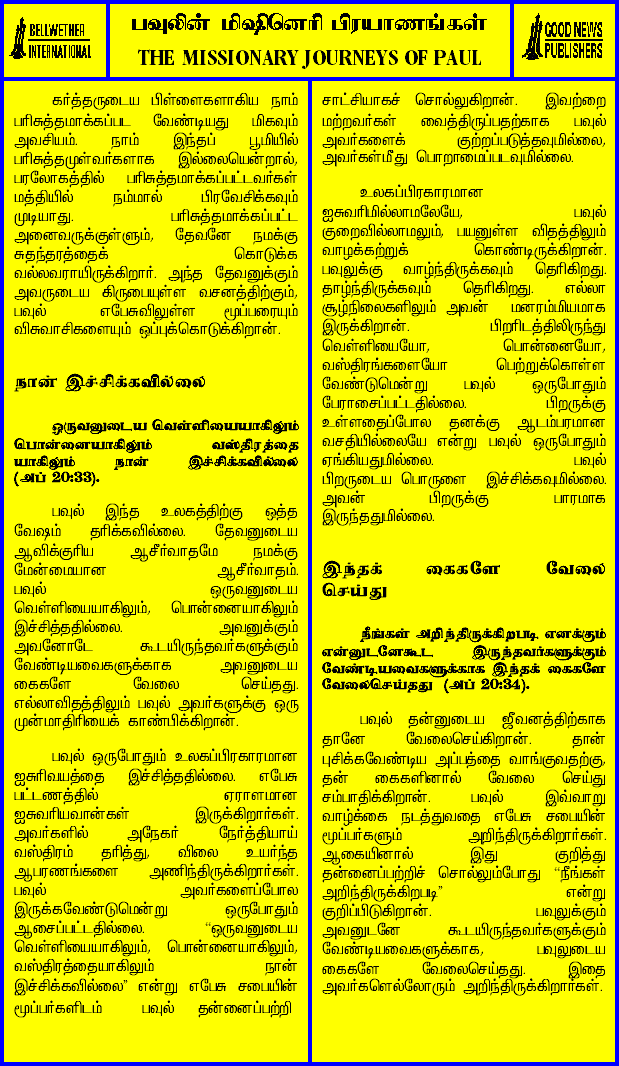 BELLWETHER
INTERNATIONAL
பவுலின் மிஷினெரி பிரயாணங்கள்
THE MISSIONARY JOURNEYS OF PAUL
GOOD NEWS
PUBLISHERS
கர்த்தருடைய பிள்ளைகளாகிய நாம்
பரிசுத்தமாக்கப்பட வேண்டியது மிகவும்
அவசியம். நாம் இந்தப் பூமியில்
பரிசுத்தமுள்வர்களாக இல்லையென்றால்,
பரலோகத்தில் பரிசுத்தமாக்கப்பட்டவர்கள்
மத்தியில் நம்மால் பிரவேசிக்கவும்
முடியாது. பரிசுத்தமாக்கப்பட்ட
அனைவருக்குள்ளும், தேவனே நமக்கு
சுதந்தரத்தைக் கொடுக்க
வல்லவராயிருக்கிறார். அந்த தேவனுக்கும்
அவருடைய கிருபையுள்ள வசனத்திற்கும்,
பவுல் எபேசுவிலுள்ள மூப்பரையும்
விசுவாசிகளையும் ஒப்புக்கொடுக்கிறான்.
நான் இச்சிக்கவில்லை
ஒருவனுடைய வெள்ளியையாகிலும்
பொன்னையாகிலும் வஸ்திரத்தை
யாகிலும் நான் இச்சிக்கவில்லை
(அப் 20:33).
பவுல் இந்த உலகத்திற்கு ஒத்த
வேஷம் தரிக்கவில்லை. தேவனுடைய
ஆவிக்குரிய ஆசீர்வாதமே நமக்கு
மேன்மையான ஆசீர்வாதம்.
பவுல் ஒருவனுடைய
வெள்ளியையாகிலும், பொன்னையாகிலும்
இச்சித்ததில்லை. அவனுக்கும்
அவனோடே கூடயிருந்தவர்களுக்கும்
வேண்டியவைகளுக்காக அவனுடைய
கைகளே வேலை செய்தது.
எல்லாவிதத்திலும் பவுல் அவர்களுக்கு ஒரு
முன்மாதிரியைக் காண்பிக்கிறான்.
பவுல் ஒருபோதும் உலகப்பிரகாரமான
ஐசுரிவயத்தை இச்சித்ததில்லை. எபேசு
பட்டணத்தில் ஏராளமான
ஐசுவரியவான்கள் இருக்கிறார்கள்.
அவர்களில் அநேகர் நேர்த்தியாய்
வஸ்திரம் தரித்து, விலை உயர்ந்த
ஆபரணங்களை அணிந்திருக்கிறார்கள்.
பவுல் அவர்களைப்போல
இருக்கவேண்டுமென்று ஒருபோதும்
ஆசைப்பட்டதில்லை. “ஒருவனுடைய
வெள்ளியையாகிலும், பொன்னையாகிலும்,
வஸ்திரத்தையாகிலும் நான்
இச்சிக்கவில்லை” என்று எபேசு சபையின்
மூப்பர்களிடம் பவுல் தன்னைப்பற்றி
சாட்சியாகச் சொல்லுகிறான். இவற்றை
மற்றவர்கள் வைத்திருப்பதற்காக பவுல்
அவர்களைக் குற்றப்படுத்தவுமில்லை,
அவர்கள்மீது பொறாமைப்படவுமில்லை.
உலகப்பிரகாரமான
ஐசுவரிமில்லாமலேயே, பவுல்
குறைவில்லாமலும், பயனுள்ள விதத்திலும்
வாழக்கற்றுக் கொண்டிருக்கிறான்.
பவுலுக்கு வாழ்ந்திருக்கவும் தெரிகிறது.
தாழ்ந்திருக்கவும் தெரிகிறது. எல்லா
சூழ்நிலைகளிலும் அவன் மனரம்மியமாக
இருக்கிறான். பிறரிடத்திலிருந்து
வெள்ளியையோ, பொன்னையோ,
வஸ்திரங்களையோ பெற்றுக்கொள்ள
வேண்டுமென்று பவுல் ஒருபோதும்
பேராசைப்பட்டதில்லை. பிறருக்கு
உள்ளதைப்போல தனக்கு ஆடம்பரமான
வசதியில்லையே என்று பவுல் ஒருபோதும்
ஏங்கியதுமில்லை. பவுல்
பிறருடைய பொருளை இச்சிக்கவுமில்லை.
அவன் பிறருக்கு பாரமாக
இருந்ததுமில்லை.
இந்தக் கைகளே வேலை
செய்து
நீங்கள் அறிந்திருக்கிறபடி எனக்கும்
என்னுடனேகூட இருந்தவர்களுக்கும்
வேண்டியவைகளுக்காக இந்தக் கைகளே
வேலைசெய்தது (அப் 20:34).
பவுல் தன்னுடைய ஜீவனத்திற்காக
தானே வேலைசெய்கிறான். தான்
புசிக்கவேண்டிய அப்பத்தை வாங்குவதற்கு,
தன் கைகளினால் வேலை செய்து
சம்பாதிக்கிறான். பவுல் இவ்வாறு
வாழ்க்கை நடத்துவதை எபேசு சபையின்
மூப்பர்களும் அறிந்திருக்கிறார்கள்.
ஆகையினால் இது குறித்து
தன்னைப்பற்றிச் சொல்லும்போது “நீங்கள்
அறிந்திருக்கிறபடி” என்று
குறிப்பிடுகிறான். பவுலுக்கும்
அவனுடனே கூடயிருந்தவர்களுக்கும்
வேண்டியவைகளுக்காக, பவுலுடைய
கைகளே வேலைசெய்தது. இதை
அவர்களெல்லோரும் அறிந்திருக்கிறார்கள்.